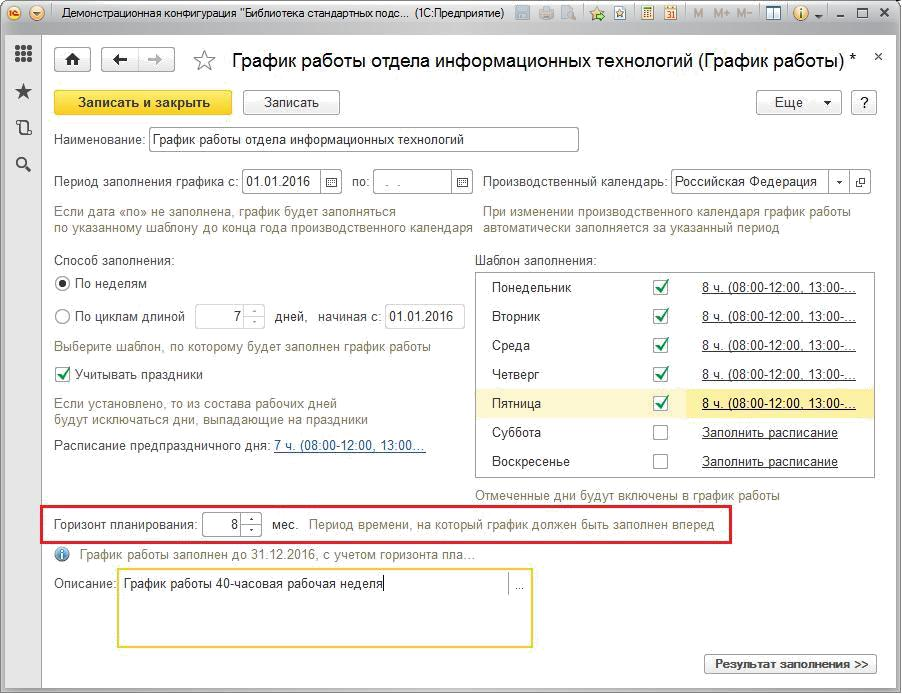 Демонстрационная конфигурация "Библиотека стандартных подс... (1С:Предприятие)
M M+ M-
График работы отдела информационных технологий (График работы) *
Записать и закрыть Записать Еще ?
Наименование: График работы отдела информационных технологий
Период заполнения графика с: 01.01.2016 по: . . Производственный календарь: Российская Федерация
Если дата «по» не заполнена, график будет заполняться
по указанному шаблону до конца года производственного календаря
При изменении производственного календаря график работы
автоматически заполняется за указанный период
Способ заполнения:
По неделям
По циклам длиной 7 дней, начиная с: 01.01.2016
Выберите шаблон, по которому будет заполнен график работы
Учитывать праздники
Если установлено, то из состава рабочих дней
будут исключаться дни, выпадающие на праздники
Расписание предпраздничного дня: 7 ч. (08:00-12:00, 13:00...
Шаблон заполнения:
Понедельник 8 ч. (08:00-12:00, 13:00-...
Вторник 8 ч. (08:00-12:00, 13:00-...
Среда 8 ч. (08:00-12:00, 13:00-...
Четверг 8 ч. (08:00-12:00, 13:00-...
Пятница 8 ч. (08:00-12:00, 13:00-...
Суббота Заполнить расписание
Воскресенье Заполнить расписание
Отмеченные дни будут включены в график работы
Горизонт планирования: 8 мес. Период времени, на который график должен быть заполнен вперед
График работы заполнен до 31.12.2016, с учетом горизонта пла...
Описание: График работы 40-часовая рабочая неделя ...
Результат заполнения >>